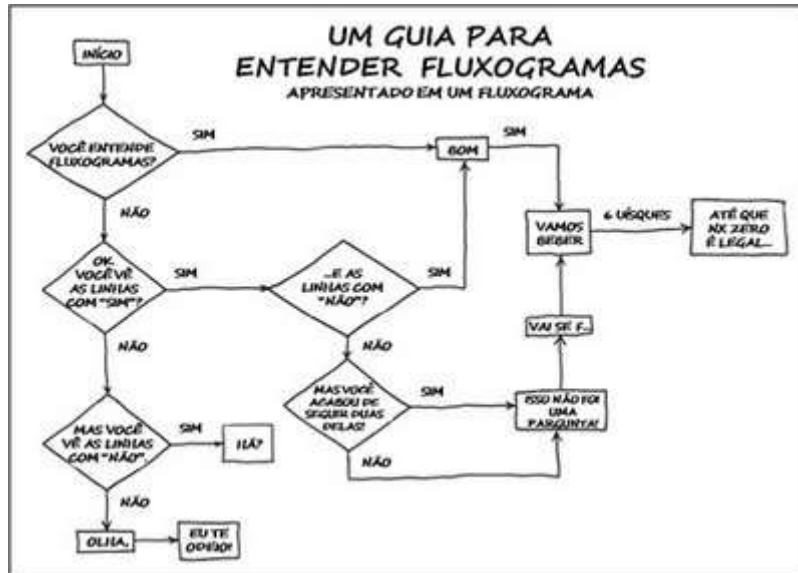 UM GUIA PARA
ENTENDER FLUXOGRAMAS
APRESENTADO EM UM FLUXOGRAMA
INÍCIO
VOCÊ ENTENDE
FLUXOGRAMAS?
SIM
BOM
SIM
NÃO
VAMOS
BEBER
6 UÍSQUES
ATÉ QUE
NX ZERO
É LEGAL...
OK.
VOCÊ VÊ
AS LINHAS
COM "SIM"?
SIM
...E AS
LINHAS COM
"NÃO"?
SIM
NÃO
NÃO
VAI SE F...
MAS VOCÊ
ACABOU DE
SEGUIR DUAS
DELAS!
SIM
ISSO NÃO FOI
UMA
PARGUNTA!
NÃO
MAS VOCÊ
VÊ AS LINHAS
COM "NÃO".
SIM
HÃ?
NÃO
OLHA,
EU TE
ODEIO!